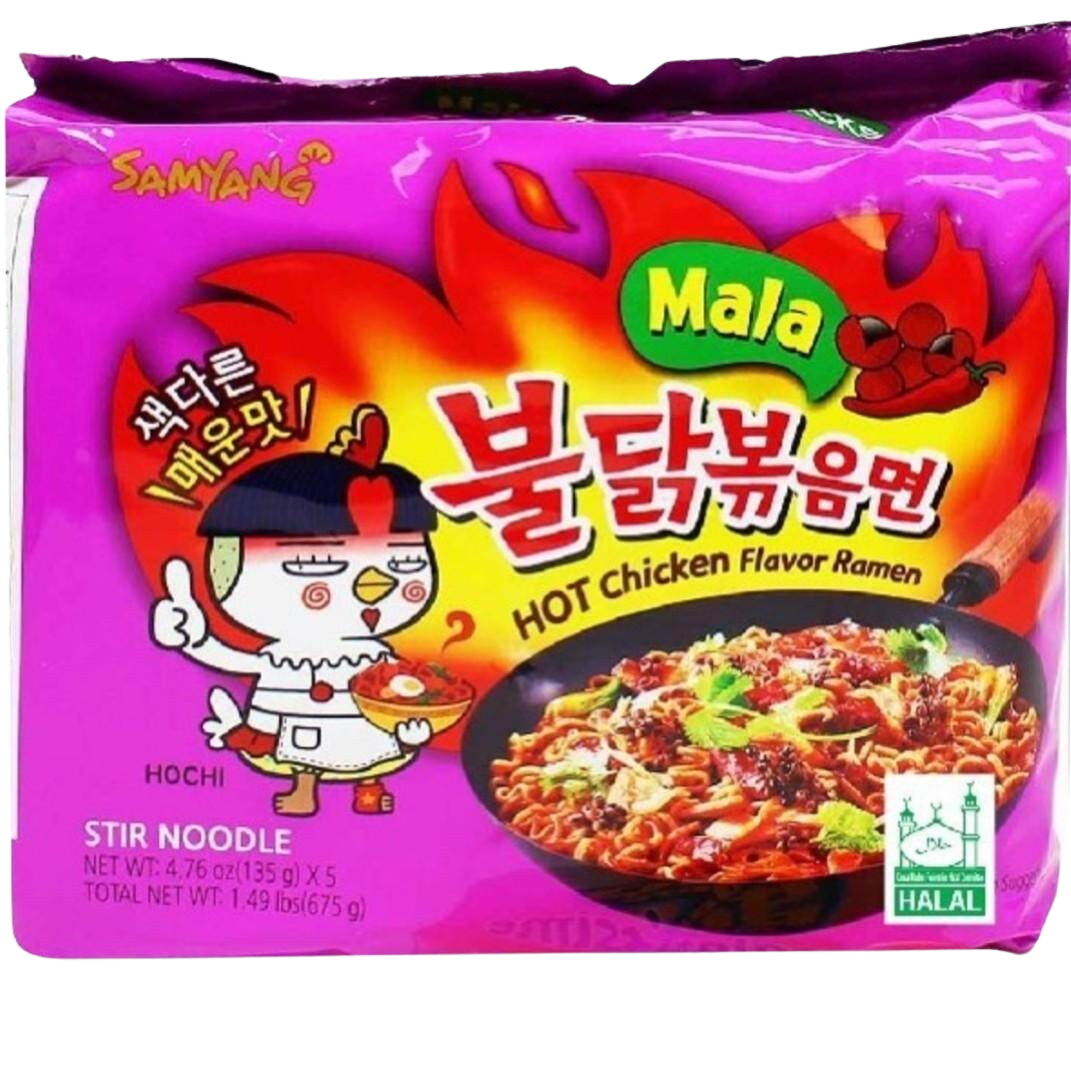 SAMYANG
Mala
색다른
매운맛
불닭볶음면
HOT Chicken Flavor Ramen
HOCHI
STIR NOODLE
NET WT: 4.76 oz(135 g) X 5
TOTAL NET WT: 1.49 lbs(675 g)
حلال
HALAL